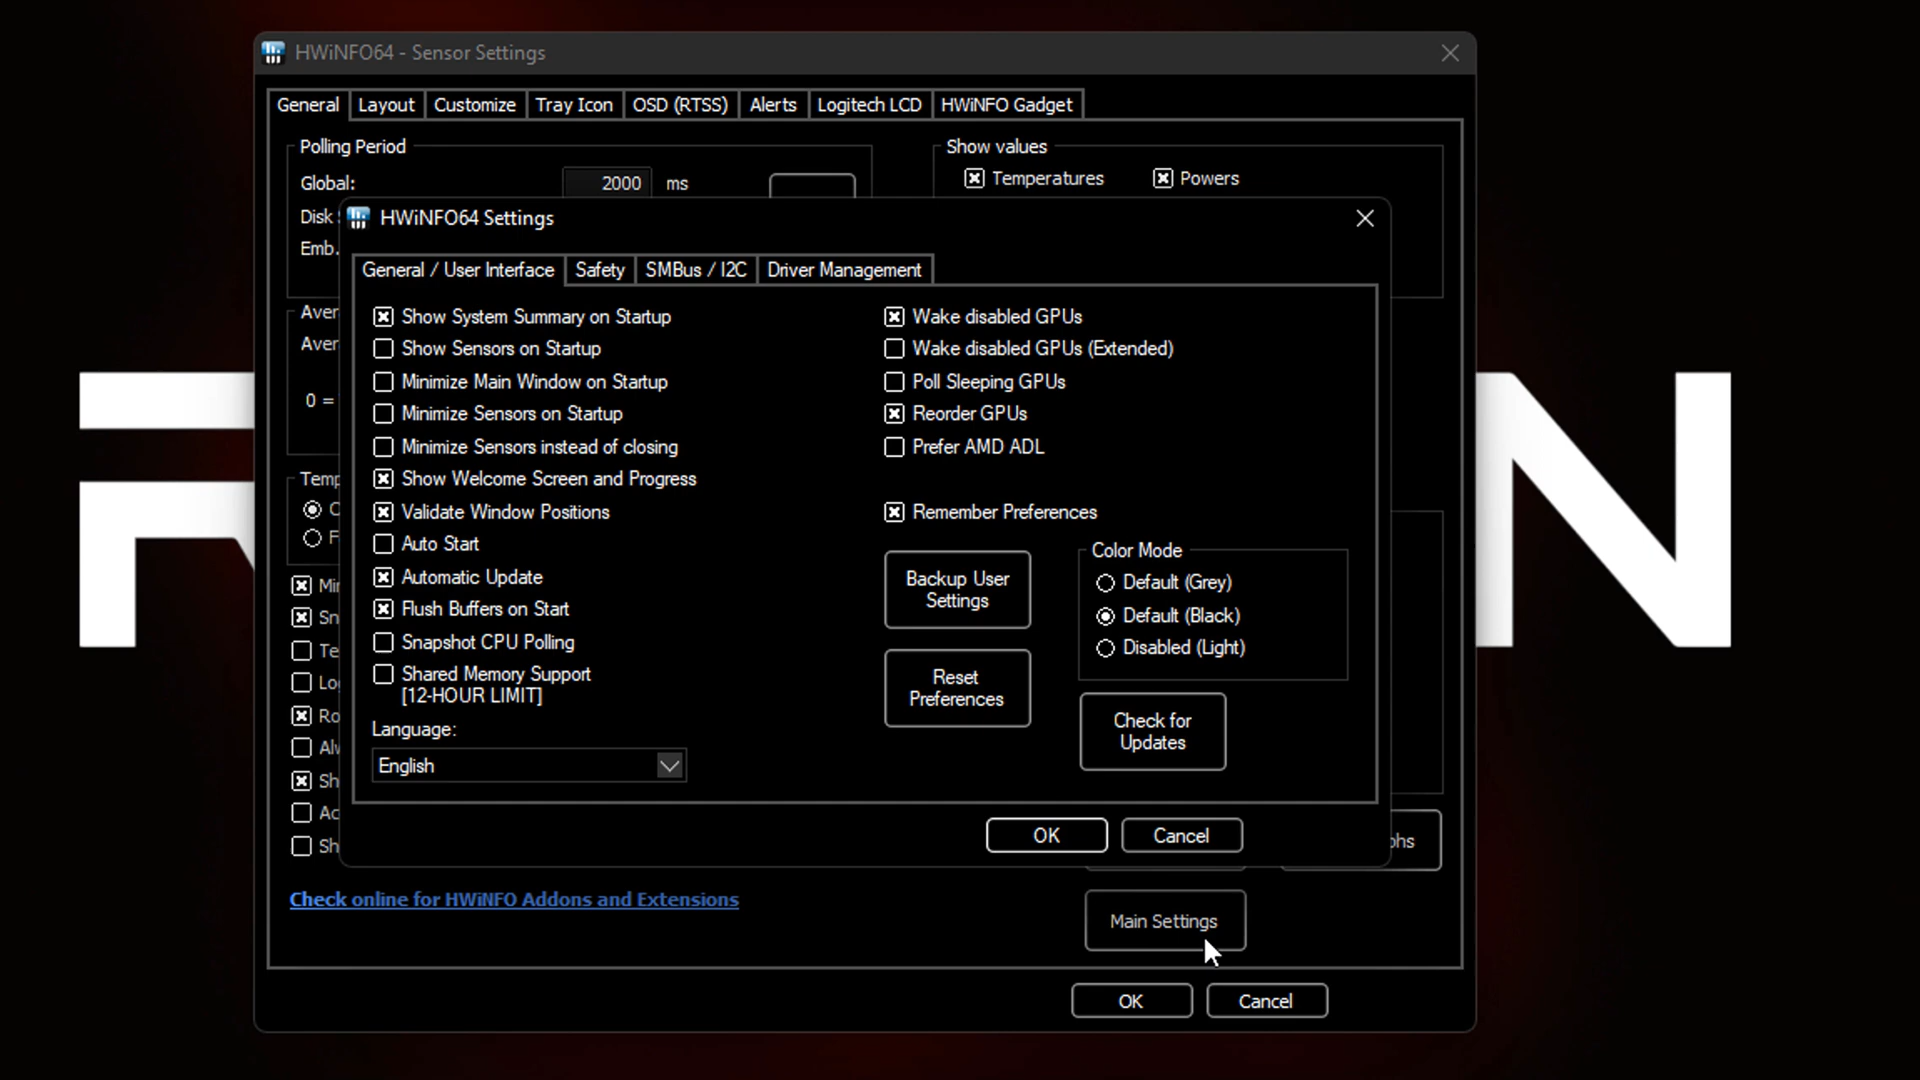 HWiNFO64 - Sensor Settings
General Layout Customize Tray Icon OSD (RTSS) Alerts Logitech LCD HWiNFO Gadget
Polling Period
Global: 2000 ms
Disk
Emb.
Show values
Temperatures Powers
HWiNFO64 Settings
General / User Interface Safety SMBus / I2C Driver Management
Show System Summary on Startup
Show Sensors on Startup
Minimize Main Window on Startup
Minimize Sensors on Startup
Minimize Sensors instead of closing
Show Welcome Screen and Progress
Validate Window Positions
Auto Start
Automatic Update
Flush Buffers on Start
Snapshot CPU Polling
Shared Memory Support
[12-HOUR LIMIT]
Language:
English
Wake disabled GPUs
Wake disabled GPUs (Extended)
Poll Sleeping GPUs
Reorder GPUs
Prefer AMD ADL
Remember Preferences
Backup User
Settings
Reset
Preferences
Color Mode
Default (Grey)
Default (Black)
Disabled (Light)
Check for
Updates
OK Cancel
0 =
Check online for HWiNFO Addons and Extensions
Main Settings
OK Cancel